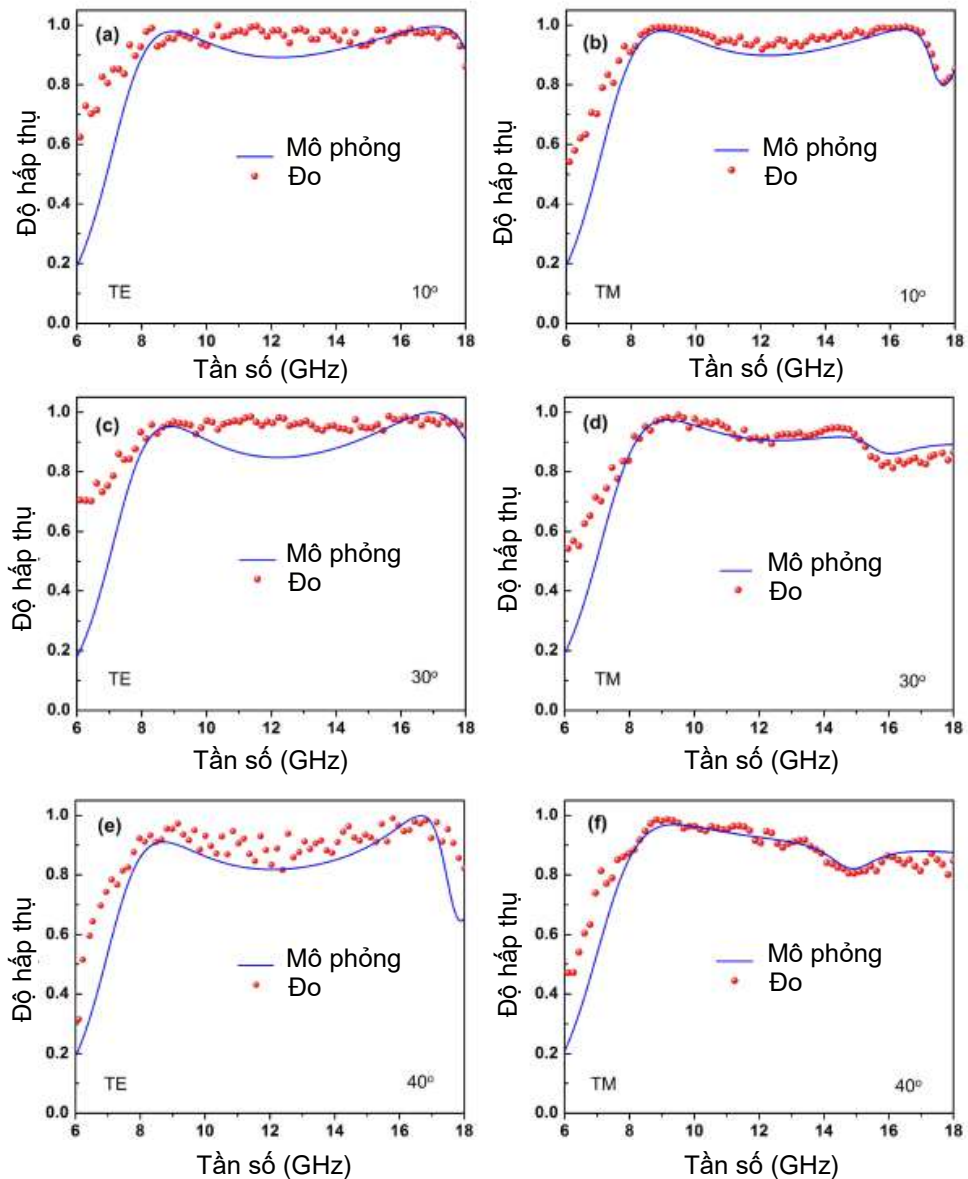 (a)
Độ hấp thụ
1.0
0.8
0.6
0.4
0.2
0.0
Mô phỏng
Đo
TE
10°
6 8 10 12 14 16 18
Tần số (GHz)
(b)
Độ hấp thụ
1.0
0.8
0.6
0.4
0.2
0.0
Mô phỏng
Đo
TM
10°
6 8 10 12 14 16 18
Tần số (GHz)
(c)
Độ hấp thụ
1.0
0.8
0.6
0.4
0.2
0.0
Mô phỏng
Đo
TE
30°
6 8 10 12 14 16 18
Tần số (GHz)
(d)
Độ hấp thụ
1.0
0.8
0.6
0.4
0.2
0.0
Mô phỏng
Đo
TM
30°
6 8 10 12 14 16 18
Tần số (GHz)
(e)
Độ hấp thụ
1.0
0.8
0.6
0.4
0.2
0.0
Mô phỏng
Đo
TE
40°
6 8 10 12 14 16 18
Tần số (GHz)
(f)
Độ hấp thụ
1.0
0.8
0.6
0.4
0.2
0.0
Mô phỏng
Đo
TM
40°
6 8 10 12 14 16 18
Tần số (GHz)